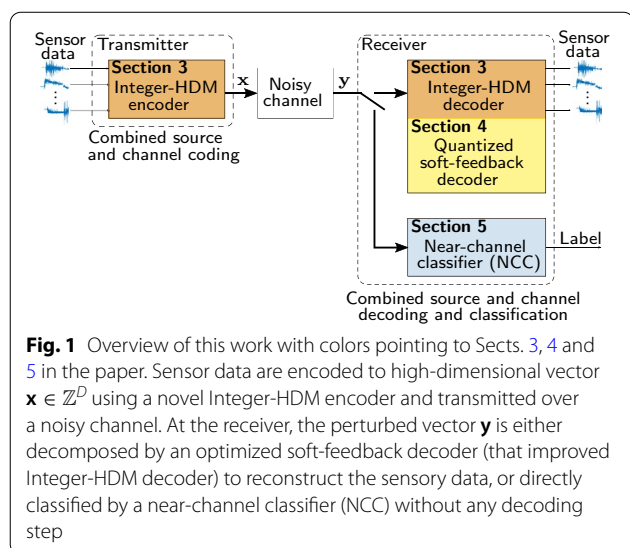 Sensor data
Transmitter
Section 3
Integer-HDM encoder
Combined source and channel coding
x
Noisy channel
y
Receiver
Section 3
Integer-HDM decoder
Section 4
Quantized soft-feedback decoder
Sensor data
Section 5
Near-channel classifier (NCC)
Label
Combined source and channel decoding and classification
Fig. 1 Overview of this work with colors pointing to Sects. 3, 4 and
5 in the paper. Sensor data are encoded to high-dimensional vector
x ∈ ℤ^D using a novel Integer-HDM encoder and transmitted over
a noisy channel. At the receiver, the perturbed vector y is either
decomposed by an optimized soft-feedback decoder (that improved
Integer-HDM decoder) to reconstruct the sensory data, or directly
classified by a near-channel classifier (NCC) without any decoding
step